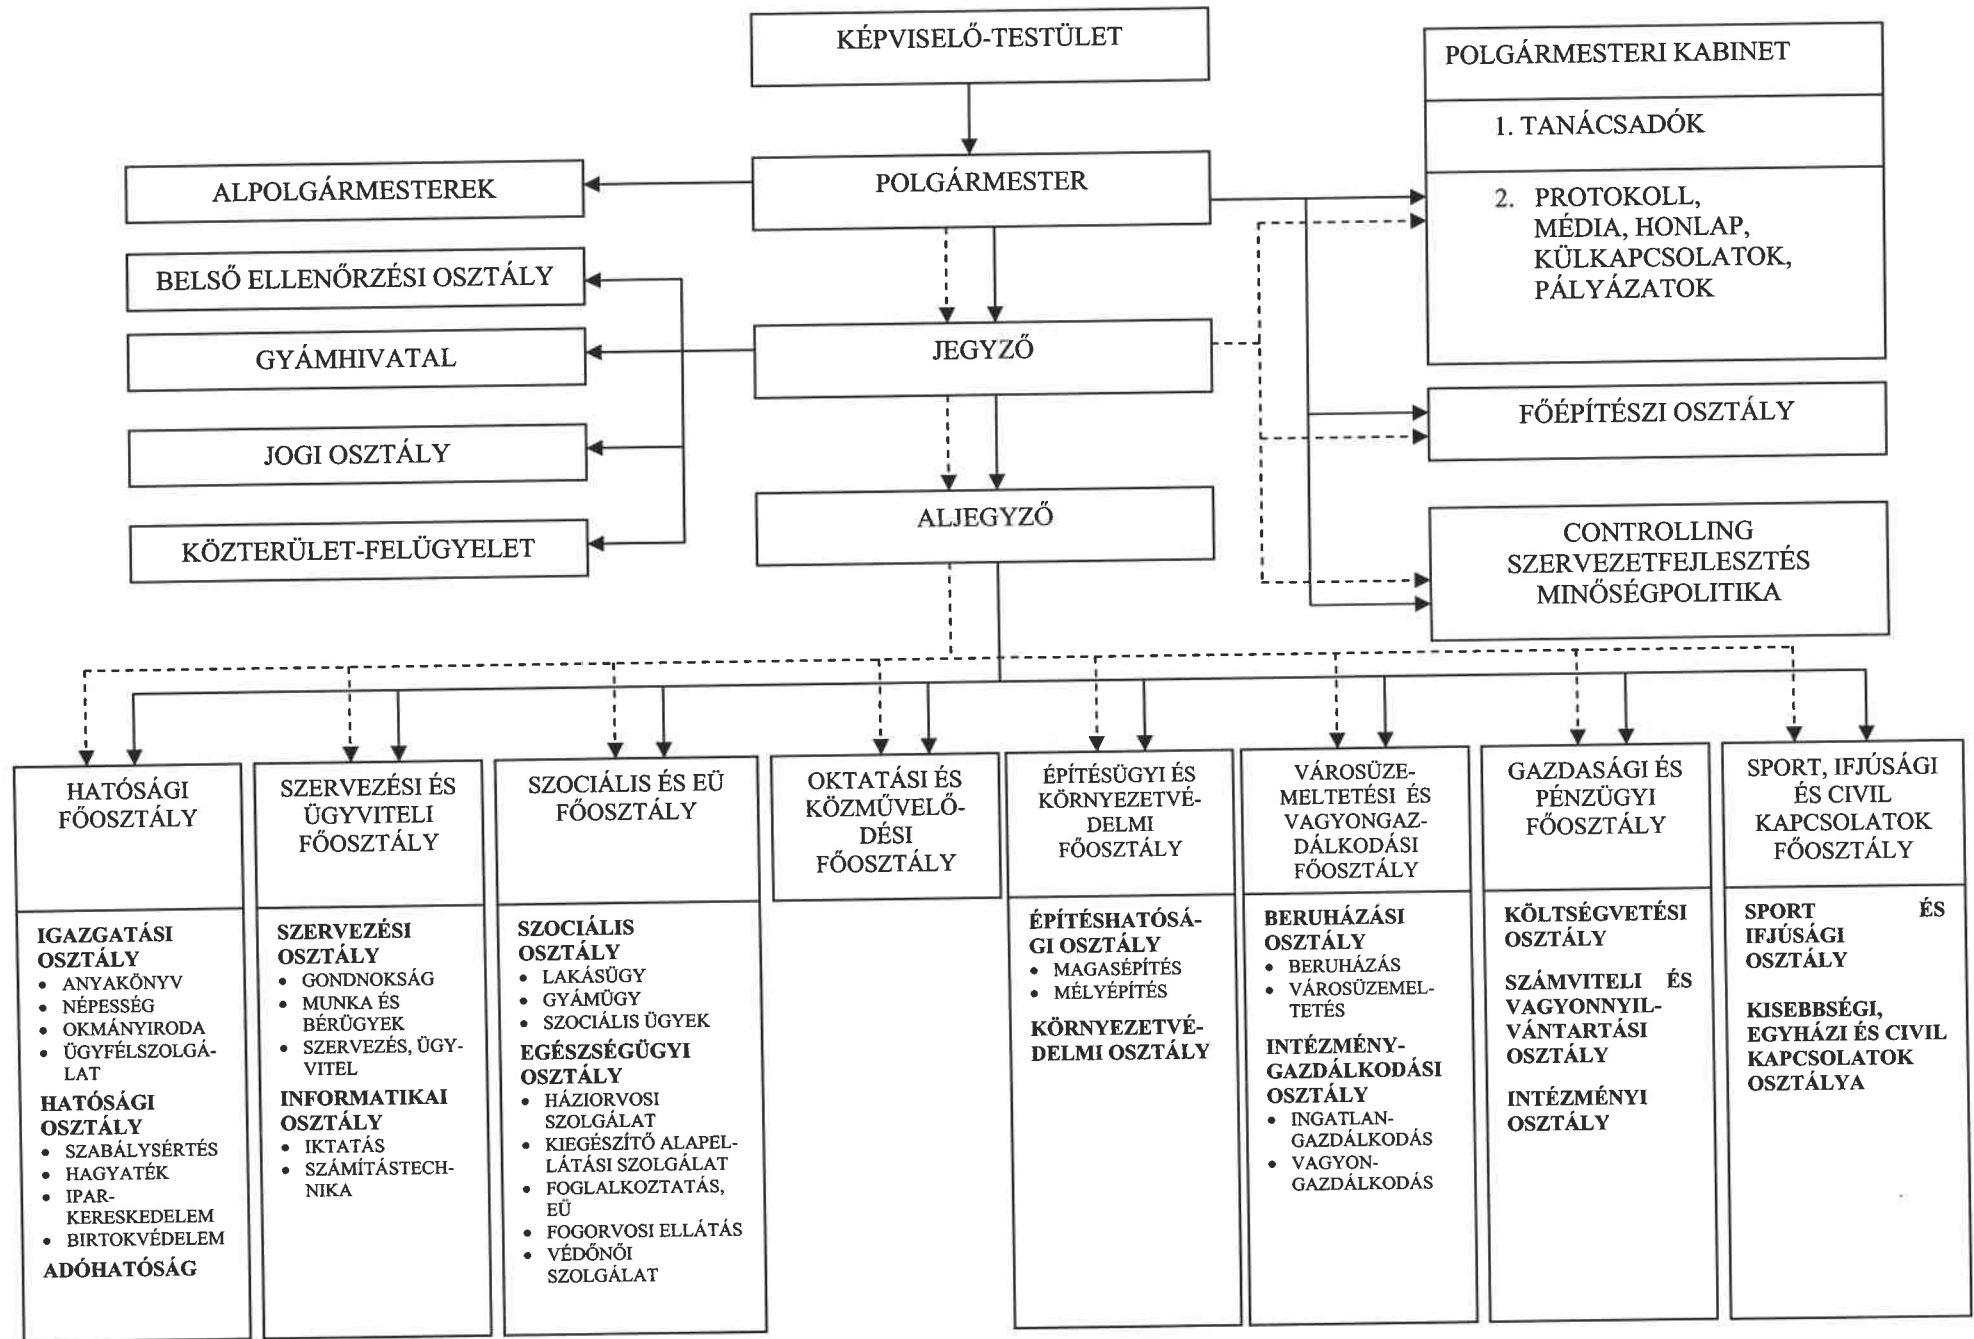 KÉPVISELŐ-TESTÜLET
POLGÁRMESTERI KABINET
1. TANÁCSADÓK
2. PROTOKOLL,
MÉDIA, HONLAP,
KÜLKAPCSOLATOK,
PÁLYÁZATOK
ALPOLGÁRMESTEREK
POLGÁRMESTER
BELSŐ ELLENŐRZÉSI OSZTÁLY
GYÁMHIVATAL
JEGYZŐ
FŐÉPÍTÉSZI OSZTÁLY
JOGI OSZTÁLY
ALJEGYZŐ
KÖZTERÜLET-FELÜGYELET
CONTROLLING
SZERVEZETFEJLESZTÉS
MINŐSÉGPOLITIKA
HATÓSÁGI
FŐOSZTÁLY
IGAZGATÁSI
OSZTÁLY
• ANYAKÖNYV
• NÉPESSÉG
• OKMÁNYIRODA
• ÜGYFÉLSZOLGÁ-
LAT
HATÓSÁGI
OSZTÁLY
• SZABÁLYSÉRTÉS
• HAGYATÉK
• IPAR-
KERESKEDELEM
• BIRTOKVÉDELEM
ADÓHATÓSÁG
SZERVEZÉSI ÉS
ÜGYVITELI
FŐOSZTÁLY
SZERVEZÉSI
OSZTÁLY
• GONDNOKSÁG
• MUNKA ÉS
BÉRÜGYEK
• SZERVEZÉS, ÜGY-
VITEL
INFORMATIKAI
OSZTÁLY
• IKTATÁS
• SZÁMÍTÁSTECH-
NIKA
SZOCIÁLIS ÉS EÜ
FŐOSZTÁLY
SZOCIÁLIS
OSZTÁLY
• LAKÁSÜGY
• GYÁMÜGY
• SZOCIÁLIS ÜGYEK
EGÉSZSÉGÜGYI
OSZTÁLY
• HÁZIORVOSI
SZOLGÁLAT
• KIEGÉSZÍTŐ ALAPEL-
LÁTÁSI SZOLGÁLAT
• FOGLALKOZTATÁS,
EÜ
• FOGORVOSI ELLÁTÁS
• VÉDŐNŐI
SZOLGÁLAT
OKTATÁSI ÉS
KÖZMŰVELŐ-
DÉSI
FŐOSZTÁLY
ÉPÍTÉSÜGYI ÉS
KÖRNYEZETVÉ-
DELMI
FŐOSZTÁLY
ÉPÍTÉSHATÓSÁ-
GI OSZTÁLY
• MAGASÉPÍTÉS
• MÉLYÉPÍTÉS
KÖRNYEZETVÉ-
DELMI OSZTÁLY
VÁROSÜZE-
MELTETÉSI ÉS
VAGYONGAZ-
DÁLKODÁSI
FŐOSZTÁLY
BERUHÁZÁSI
OSZTÁLY
• BERUHÁZÁS
• VÁROSÜZEMEL-
TETÉS
INTÉZMÉNY-
GAZDÁLKODÁSI
OSZTÁLY
• INGATLAN-
GAZDÁLKODÁS
• VAGYON-
GAZDÁLKODÁS
GAZDASÁGI ÉS
PÉNZÜGYI
FŐOSZTÁLY
KÖLTSÉGVETÉSI
OSZTÁLY
SZÁMVITELI ÉS
VAGYONNYIL-
VÁNTARTÁSI
OSZTÁLY
INTÉZMÉNYI
OSZTÁLY
SPORT, IFJÚSÁGI
ÉS CIVIL
KAPCSOLATOK
FŐOSZTÁLY
SPORT ÉS
IFJÚSÁGI
OSZTÁLY
KISEBBSÉGI,
EGYHÁZI ÉS CIVIL
KAPCSOLATOK
OSZTÁLYA